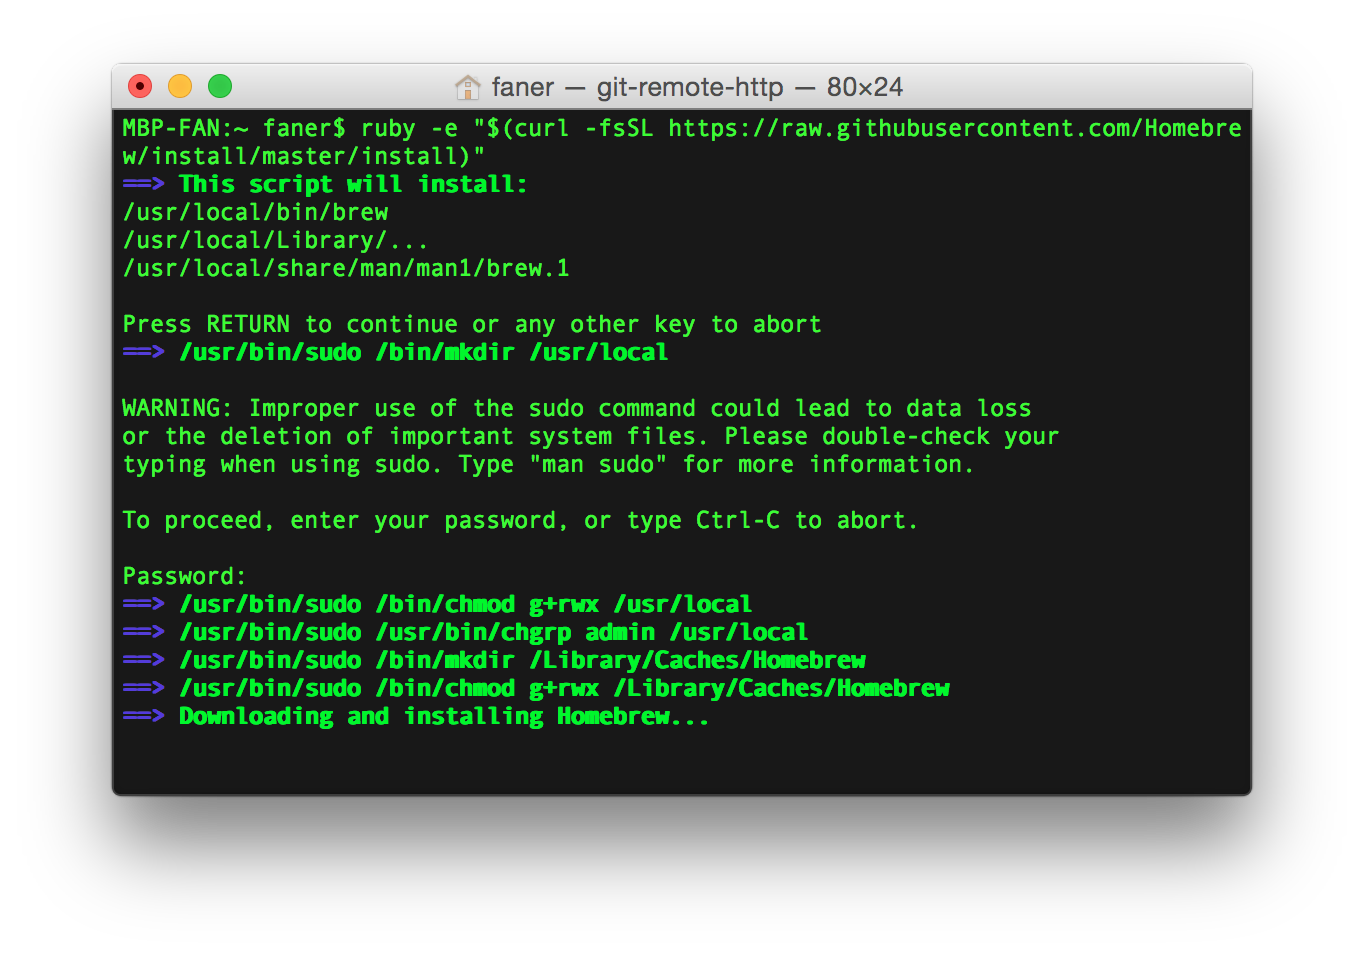 faner — git-remote-http — 80×24
MBP-FAN:~ faner$ ruby -e "$(curl -fsSL https://raw.githubusercontent.com/Homebre
w/install/master/install)"
==> This script will install:
/usr/local/bin/brew
/usr/local/Library/...
/usr/local/share/man/man1/brew.1
Press RETURN to continue or any other key to abort
==> /usr/bin/sudo /bin/mkdir /usr/local
WARNING: Improper use of the sudo command could lead to data loss
or the deletion of important system files. Please double-check your
typing when using sudo. Type "man sudo" for more information.
To proceed, enter your password, or type Ctrl-C to abort.
Password:
==> /usr/bin/sudo /bin/chmod g+rwx /usr/local
==> /usr/bin/sudo /usr/bin/chgrp admin /usr/local
==> /usr/bin/sudo /bin/mkdir /Library/Caches/Homebrew
==> /usr/bin/sudo /bin/chmod g+rwx /Library/Caches/Homebrew
==> Downloading and installing Homebrew...